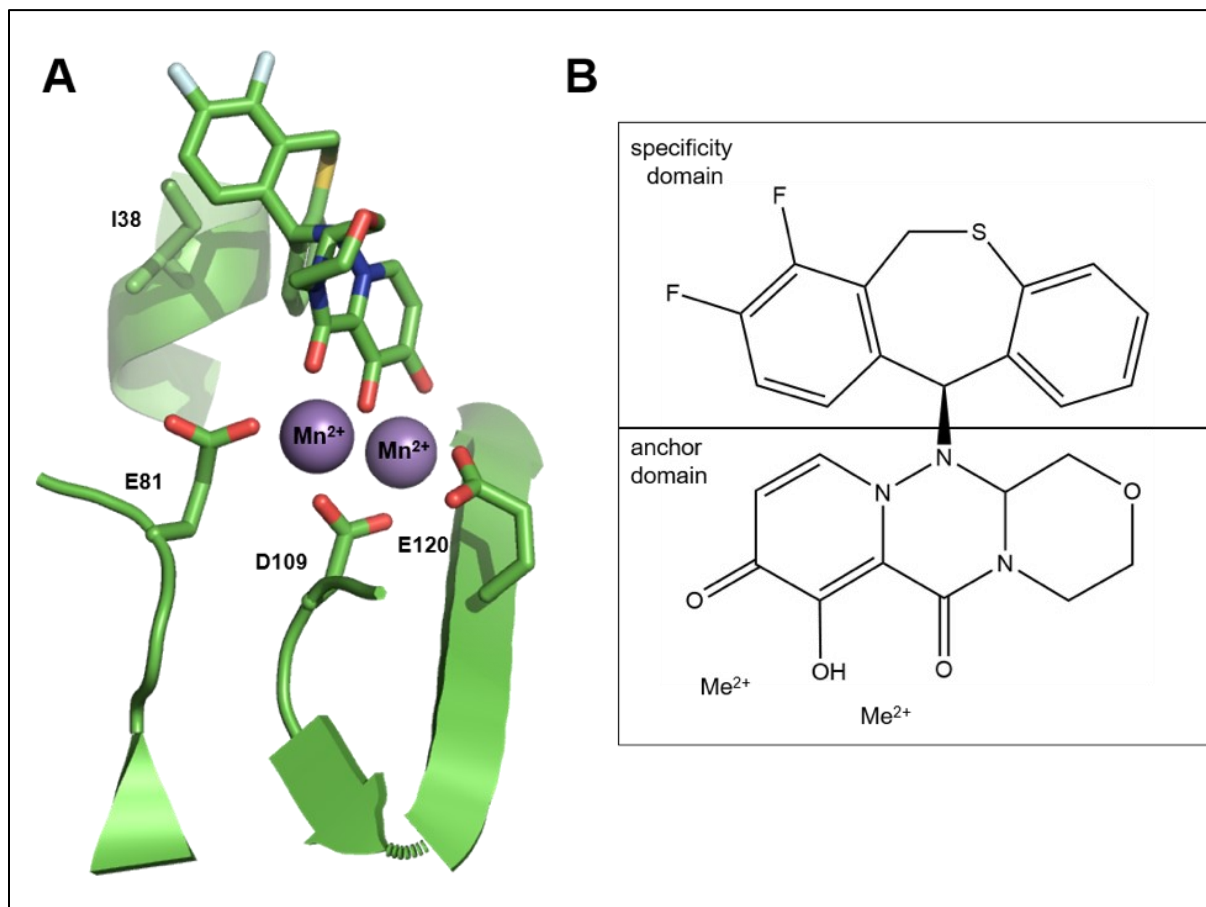 A
B
I38
Mn²⁺
Mn²⁺
E81
D109
E120
specificity
domain
F
S
F
anchor
domain
N
N
O
N
O
OH
O
Me²⁺
Me²⁺